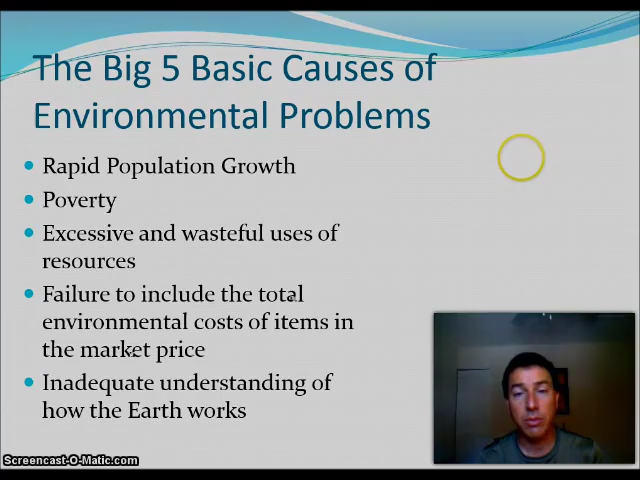 The Big 5 Basic Causes of
Environmental Problems
Rapid Population Growth
Poverty
Excessive and wasteful uses of
resources
Failure to include the total
environmental costs of items in
the market price
Inadequate understanding of
how the Earth works
Screencast-O-Matic.com